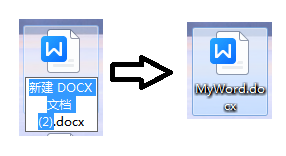 新建 DOCX
文档
(2).docx
MyWord.do
cx